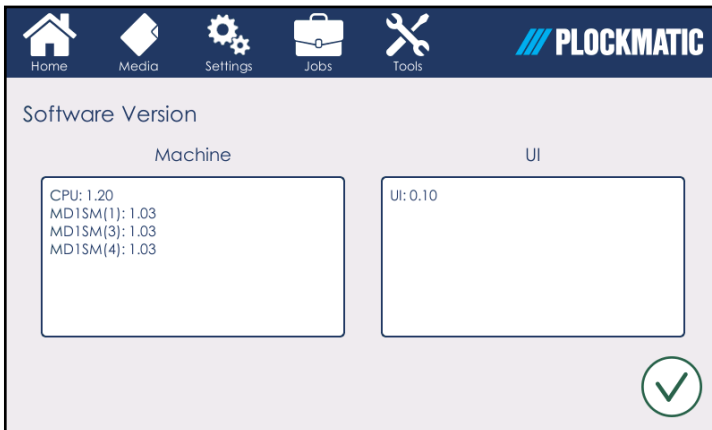 Home Media Settings Jobs Tools PLOCKMATIC
Software Version
Machine UI
CPU: 1.20
MD1SM(1): 1.03
MD1SM(3): 1.03
MD1SM(4): 1.03
UI: 0.10